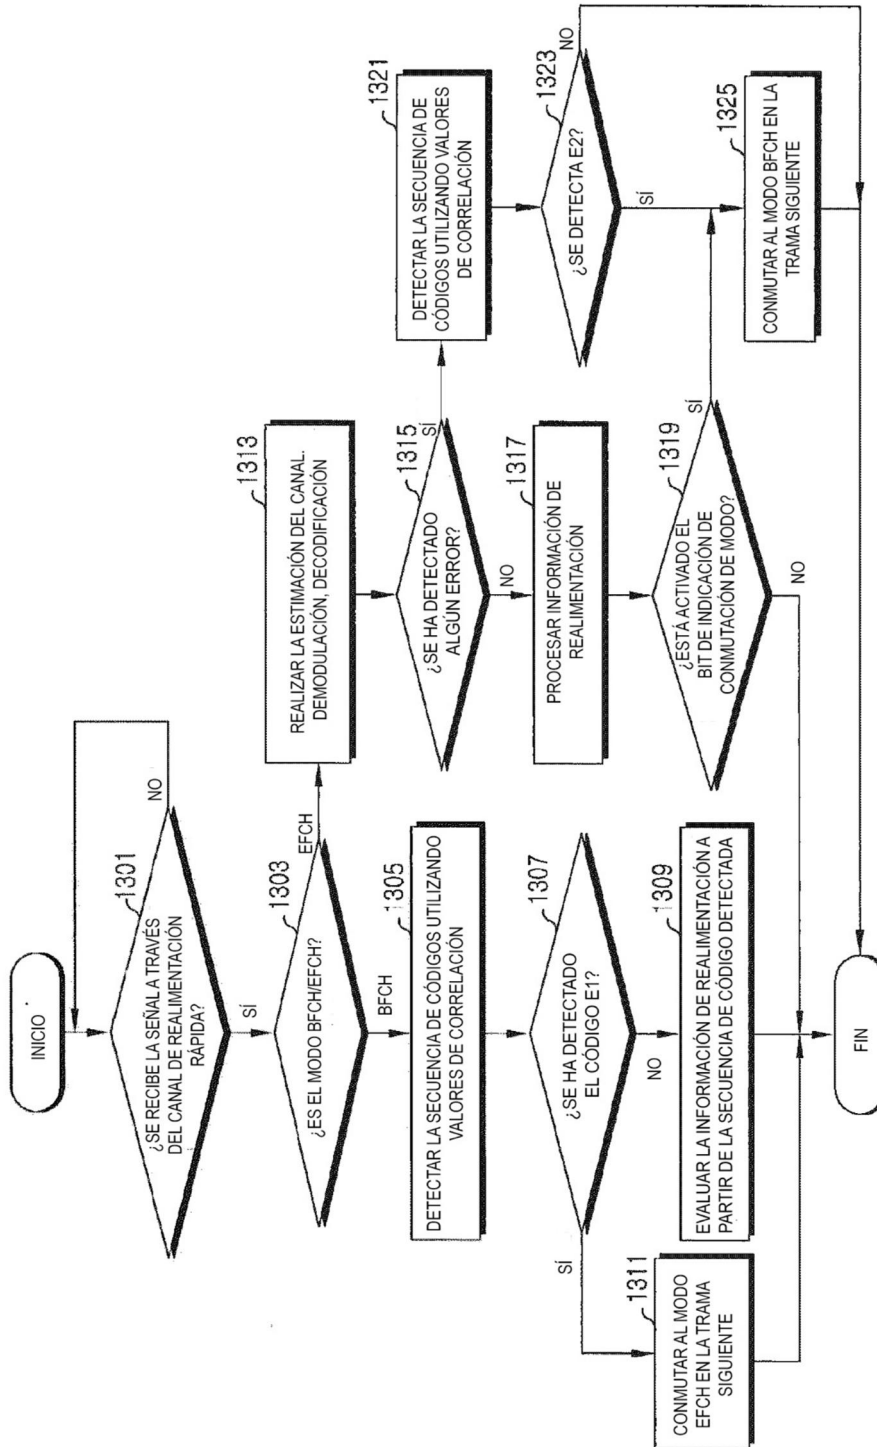 INICIO
1301
¿SE RECIBE LA SEÑAL A TRAVÉS
DEL CANAL DE REALIMENTACIÓN
RÁPIDA?
NO
SÍ
1303
¿ES EL MODO BFCH/EFCH?
EFCH
BFCH
1305
DETECTAR LA SECUENCIA DE CÓDIGOS UTILIZANDO
VALORES DE CORRELACIÓN
1307
¿SE HA DETECTADO
EL CÓDIGO E1?
SÍ
NO
1309
EVALUAR LA INFORMACIÓN DE REALIMENTACIÓN A
PARTIR DE LA SECUENCIA DE CÓDIGO DETECTADA
1311
CONMUTAR AL MODO
EFCH EN LA TRAMA
SIGUIENTE
1313
REALIZAR LA ESTIMACIÓN DEL CANAL.
DEMODULACIÓN, DECODIFICACIÓN
1315
¿SE HA DETECTADO
ALGÚN ERROR?
SÍ
NO
1317
PROCESAR INFORMACIÓN DE
REALIMENTACIÓN
1319
¿ESTÁ ACTIVADO EL
BIT DE INDICACIÓN DE
CONMUTACIÓN DE MODO?
SÍ
NO
1321
DETECTAR LA SECUENCIA DE
CÓDIGOS UTILIZANDO VALORES
DE CORRELACIÓN
1323
¿SE DETECTA E2?
NO
SÍ
1325
CONMUTAR AL MODO BFCH EN LA
TRAMA SIGUIENTE
FIN